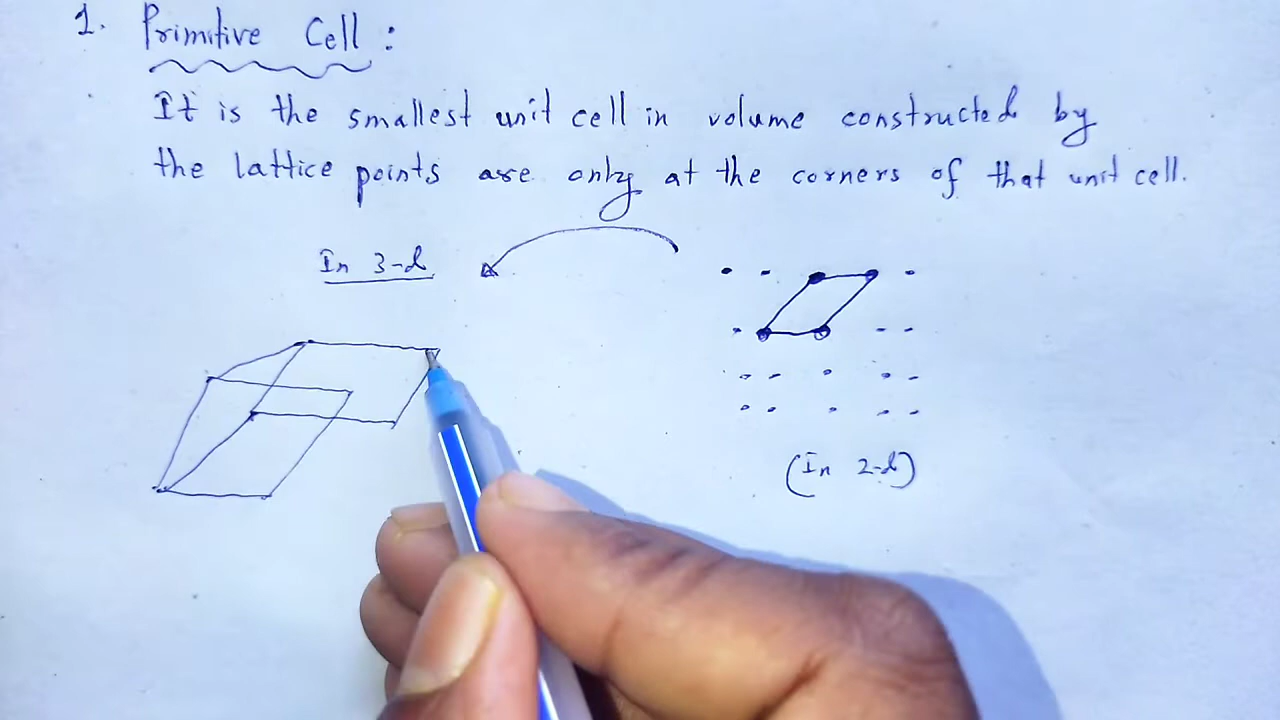 1. Primitive Cell :
It is the smallest unit cell in volume constructed by
the lattice points are only at the corners of that unit cell.
In 3-d
(In 2-d)